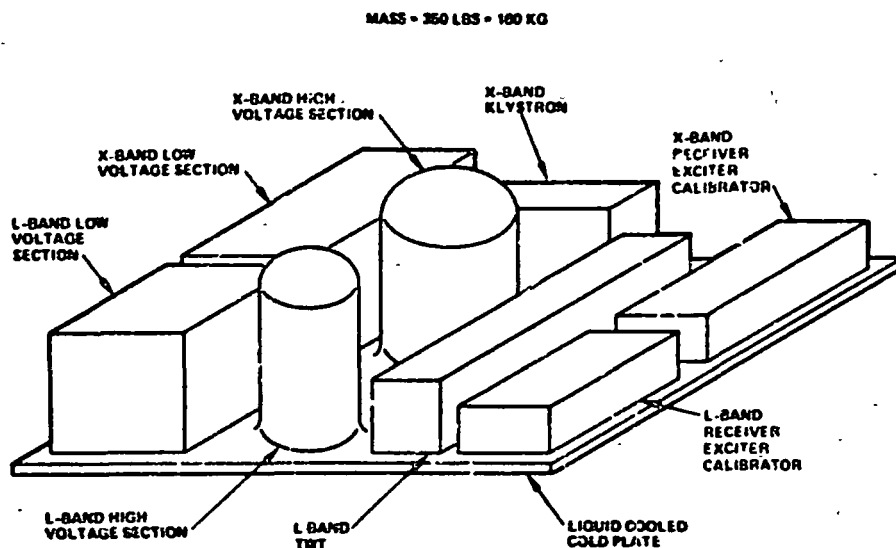 MASS = 350 LBS = 160 KG
X-BAND HIGH
VOLTAGE SECTION
X-BAND
KLYSTRON
X-BAND
RECEIVER
EXCITER
CALIBRATOR
X-BAND LOW
VOLTAGE SECTION
L-BAND LOW
VOLTAGE
SECTION
L-BAND
RECEIVER
EXCITER
CALIBRATOR
L-BAND HIGH
VOLTAGE SECTION
L BAND
TWT
LIQUID COOLED
COLD PLATE